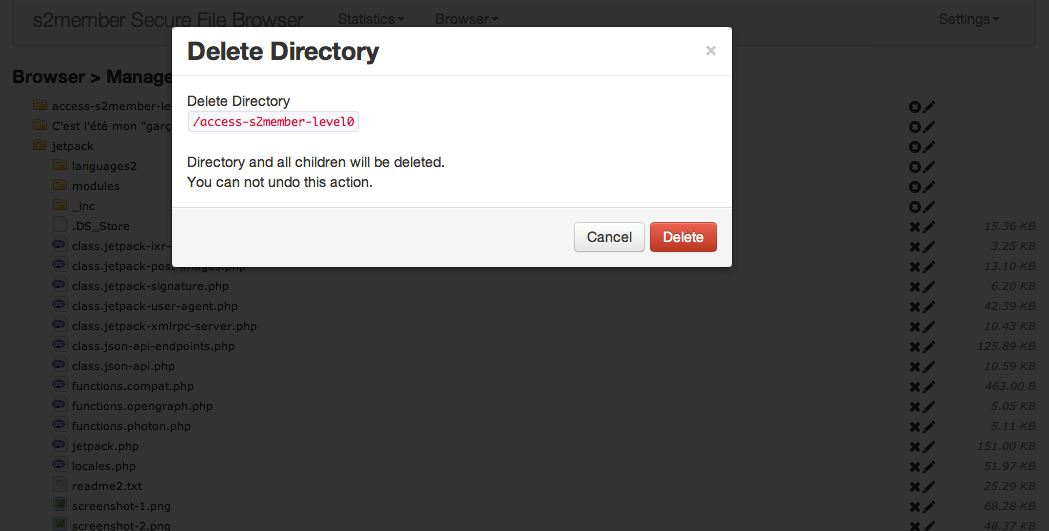 s2member Secure File Browser Statistics Browser Settings
Delete Directory ×
Browser > Manage
Delete Directory
/access-s2member-level0
Directory and all children will be deleted.
You can not undo this action.
Cancel Delete
access-s2member-le
C'est l'été mon "garç
jetpack
languages2
modules
_inc
.DS_Store 15.36 KB
class.jetpack-ixr- 3.25 KB
class.jetpack-post-images.php 13.10 KB
class.jetpack-signature.php 6.20 KB
class.jetpack-user-agent.php 42.39 KB
class.jetpack-xmlrpc-server.php 10.43 KB
class.json-api-endpoints.php 125.89 KB
class.json-api.php 10.59 KB
functions.compat.php 463.00 B
functions.opengraph.php 5.05 KB
functions.photon.php 5.11 KB
jetpack.php 151.00 KB
locales.php 51.97 KB
readme2.txt 25.29 KB
screenshot-1.png 68.28 KB
screenshot-2.png 48.37 KB